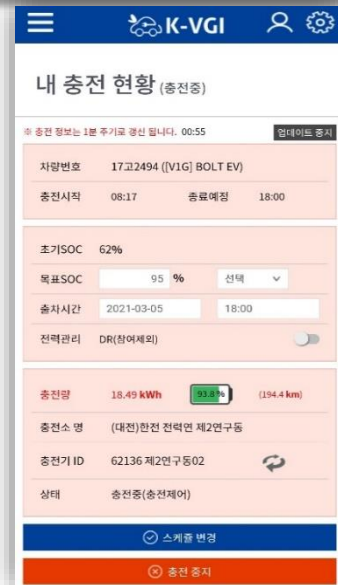 K-VGI
내 충전 현황 (충전중)
※ 충전 정보는 1분 주기로 갱신 됩니다. 00:55 업데이트 중지
차량번호 17고2494 ([V1G] BOLT EV)
충전시작 08:17 종료예정 18:00
초기SOC 62%
목표SOC 95 % 선택
출차시간 2021-03-05 18:00
전력관리 DR(참여제외)
충전량 18.49 kWh 93.8 % (194.4 km)
충전소 명 (대전)한전 전력연 제2연구동
충전기 ID 62136 제2연구동02
상태 충전중(충전제어)
스케쥴 변경
충전 중지